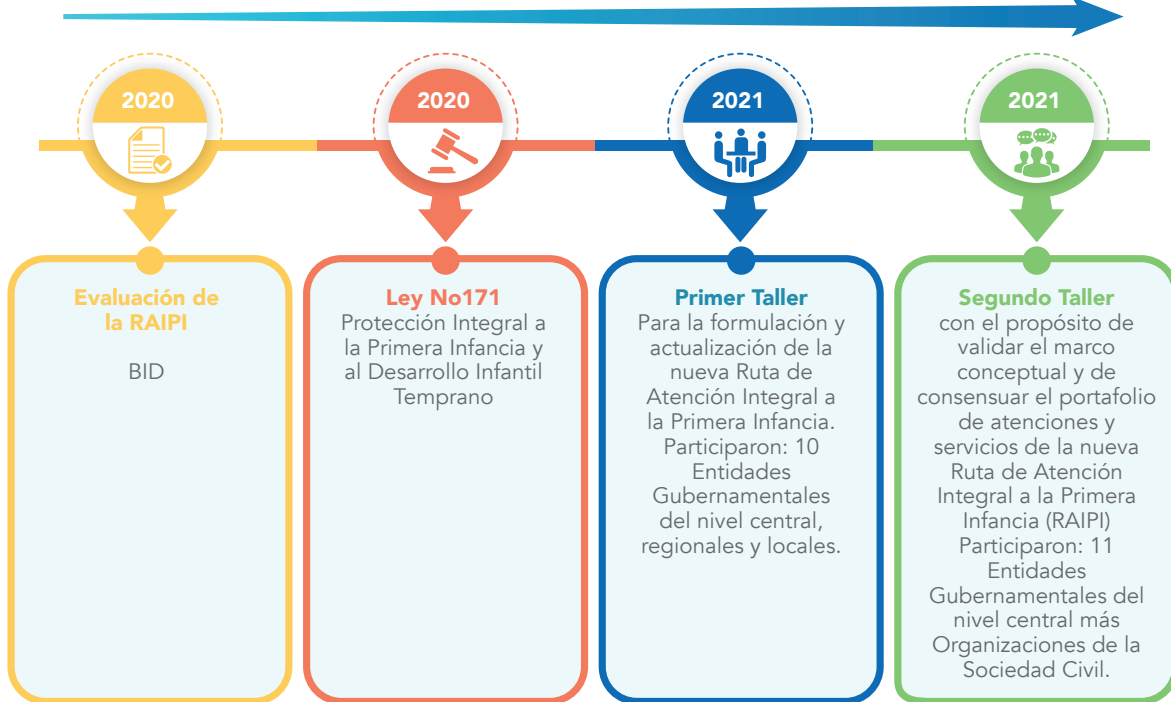 2020
Evaluación de
la RAIPI
BID
2020
Ley No171
Protección Integral a
la Primera Infancia y
al Desarrollo Infantil
Temprano
2021
Primer Taller
Para la formulación y
actualización de la
nueva Ruta de
Atención Integral a
la Primera Infancia.
Participaron: 10
Entidades
Gubernamentales
del nivel central,
regionales y locales.
2021
Segundo Taller
con el propósito de
validar el marco
conceptual y de
consensuar el portafolio
de atenciones y
servicios de la nueva
Ruta de Atención
Integral a la Primera
Infancia (RAIPI)
Participaron: 11
Entidades
Gubernamentales del
nivel central más
Organizaciones de la
Sociedad Civil.